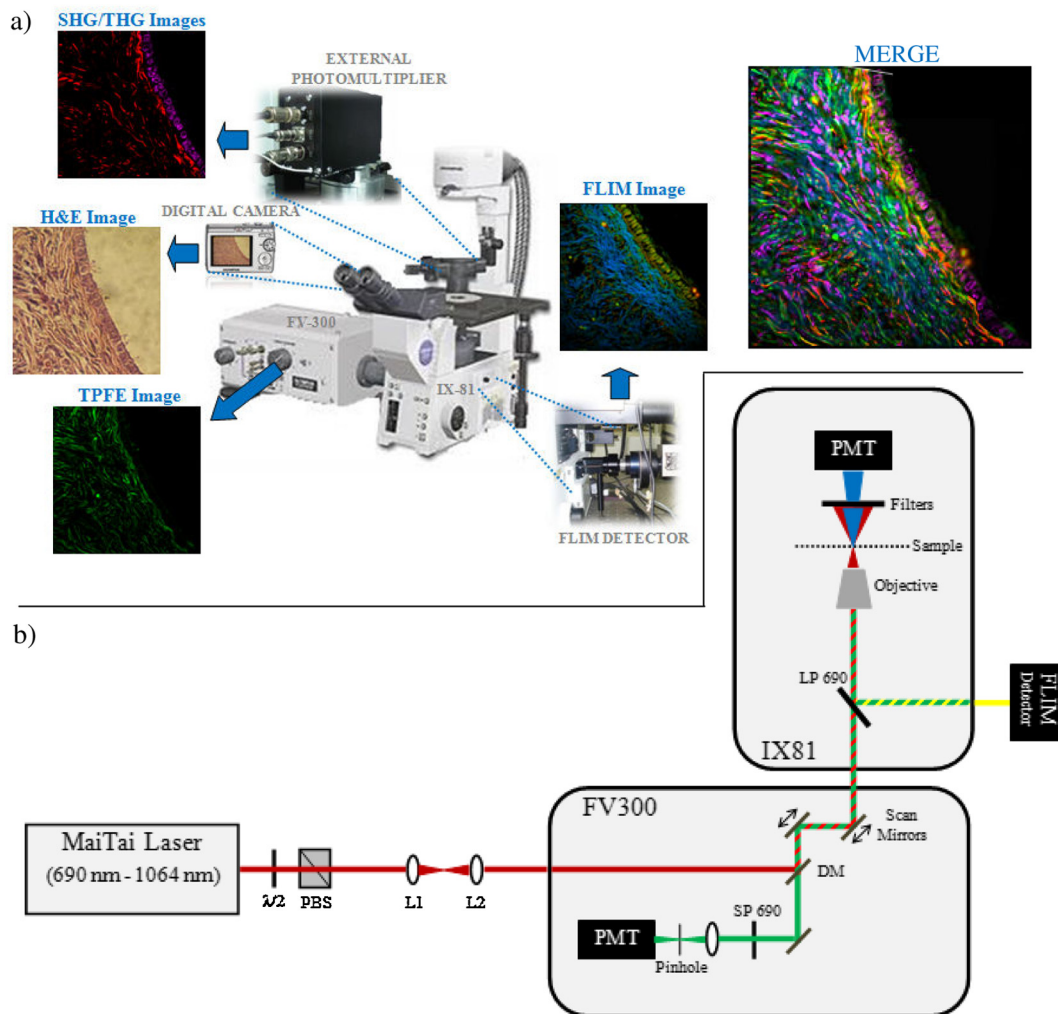 a)
SHG/THG Images
EXTERNAL
PHOTOMULTIPLIER
MERGE
FLIM Image
H&E Image
DIGITAL CAMERA
FV-300
TPFE Image
IX-81
FLIM DETECTOR
b)
PMT
Filters
Sample
Objective
LP 690
FLIM
Detector
IX81
FV300
Scan
Mirrors
MaiTai Laser
(690 nm - 1064 nm)
λ/2
PBS
L1
L2
DM
SP 690
PMT
Pinhole